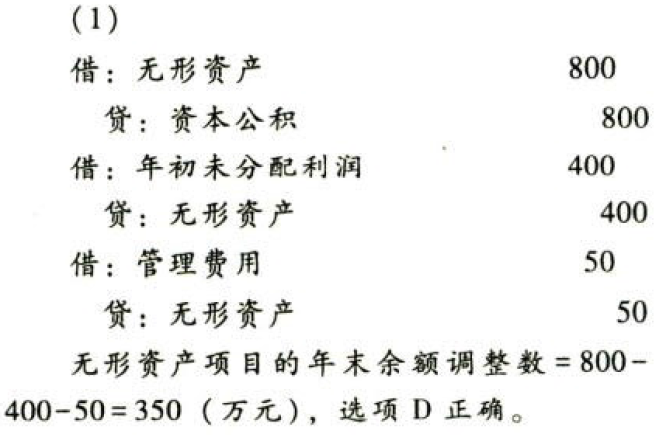 (1)
借：无形资产 800
贷：资本公积 800
借：年初未分配利润 400
贷：无形资产 400
借：管理费用 50
贷：无形资产 50
无形资产项目的年末余额调整数=800-
400-50=350（万元），选项D正确。